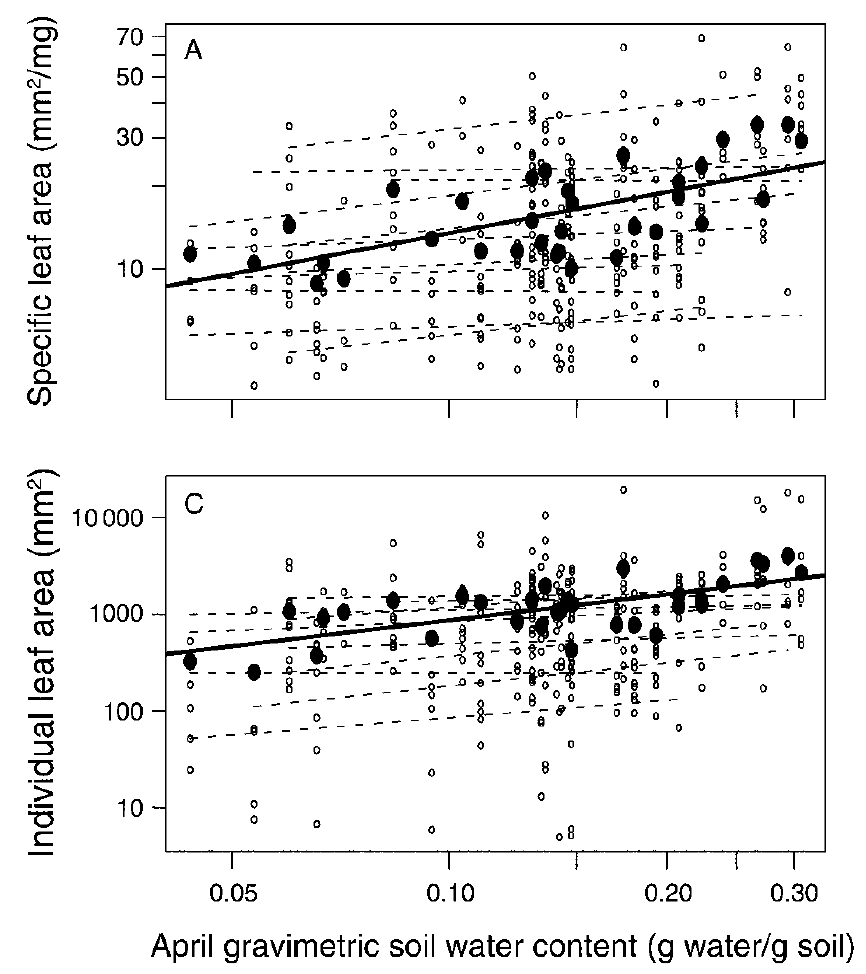 A
Specific leaf area (mm²/mg)
70
50
30
10
C
Individual leaf area (mm²)
10 000
1000
100
10
0.05 0.10 0.20 0.30
April gravimetric soil water content (g water/g soil)